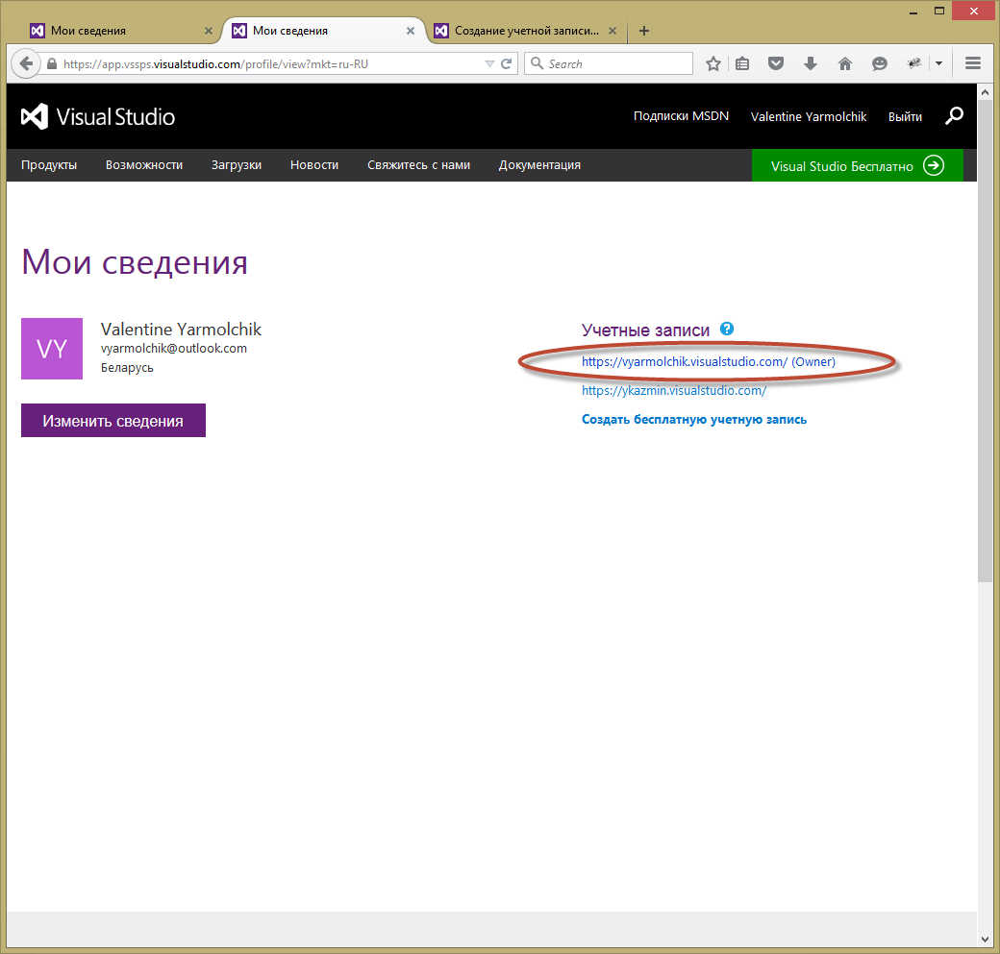 Мои сведения
Мои сведения
Создание учетной записи...
https://app.vssps.visualstudio.com/profile/view?mkt=ru-RU
Search
Visual Studio
Подписки MSDN
Valentine Yarmolchik
Выйти
Продукты
Возможности
Загрузки
Новости
Свяжитесь с нами
Документация
Visual Studio Бесплатно
Мои сведения
VY
Valentine Yarmolchik
vyarmolchik@outlook.com
Беларусь
Изменить сведения
Учетные записи
https://vyarmolchik.visualstudio.com/ (Owner)
https://ykazmin.visualstudio.com/
Создать бесплатную учетную запись